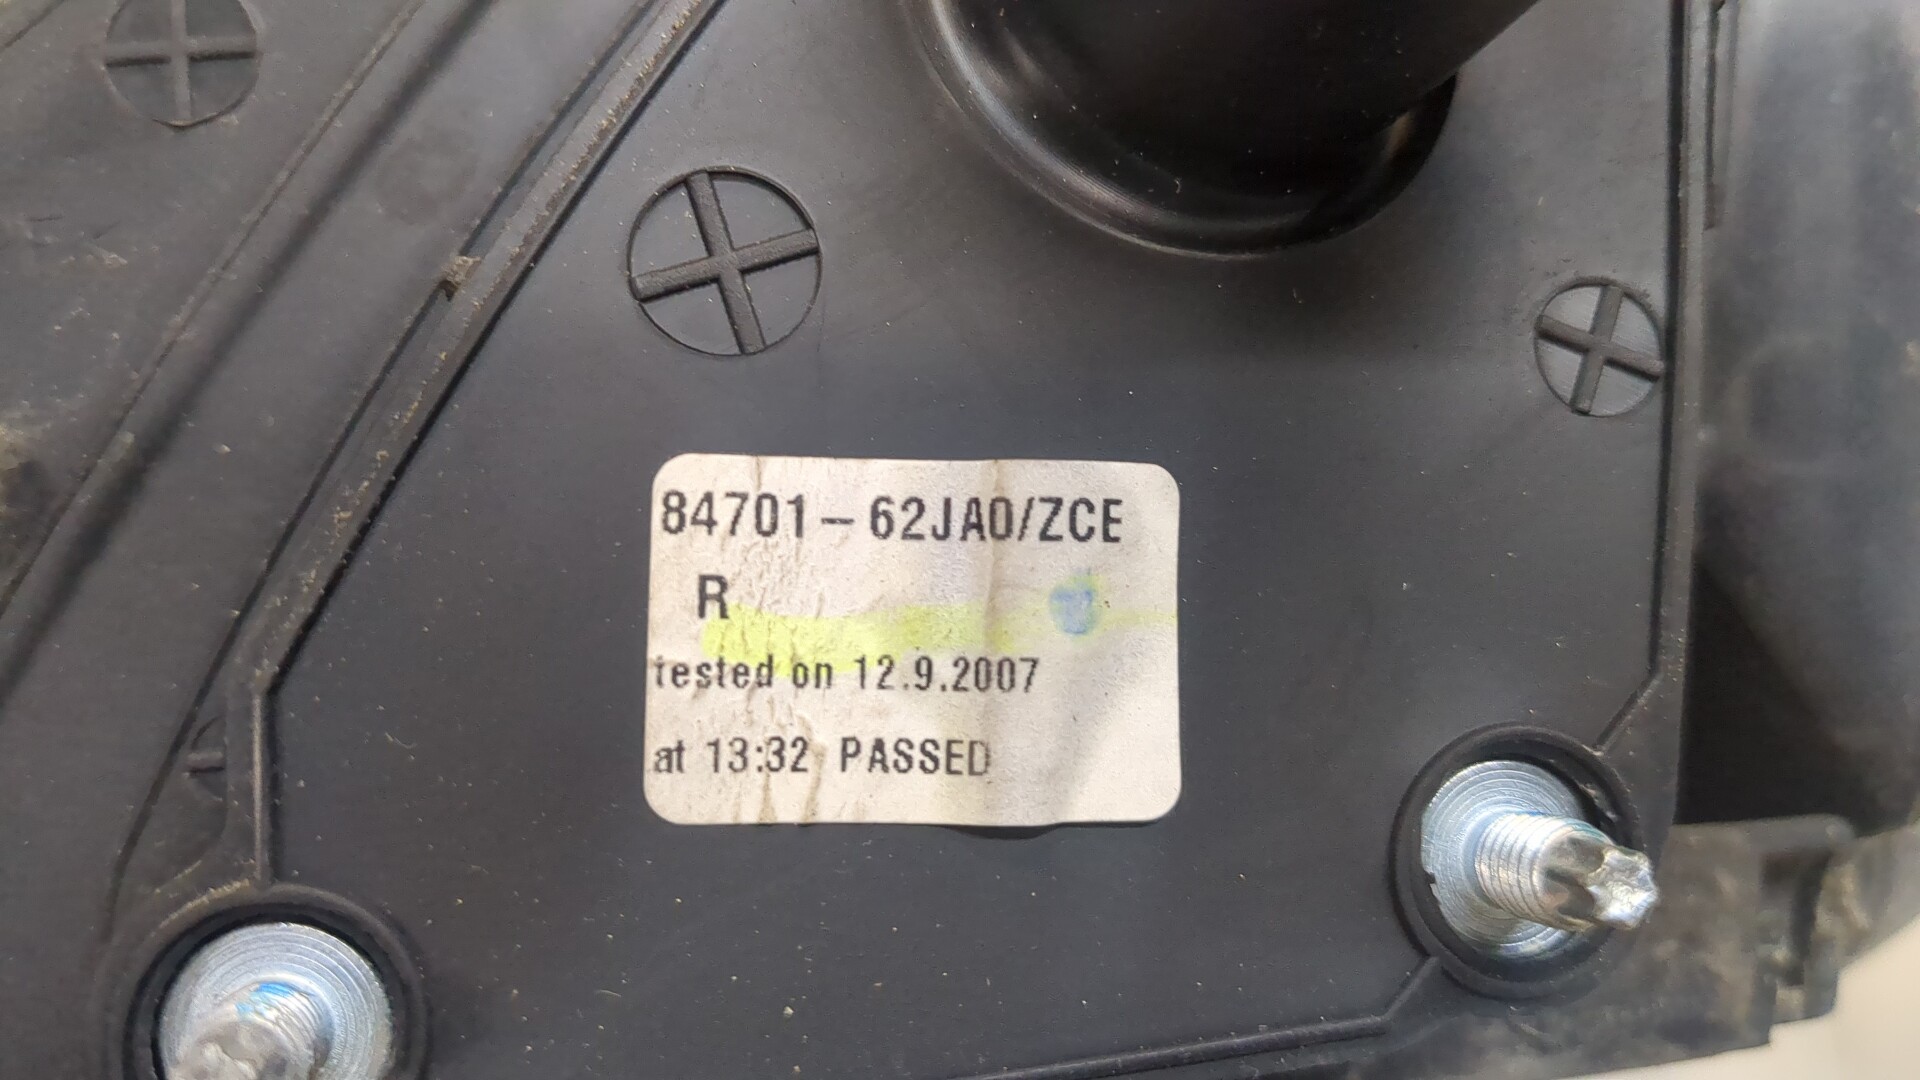 84701-62JA0/ZCE
R
tested on 12.9.2007
at 13:32 PASSED